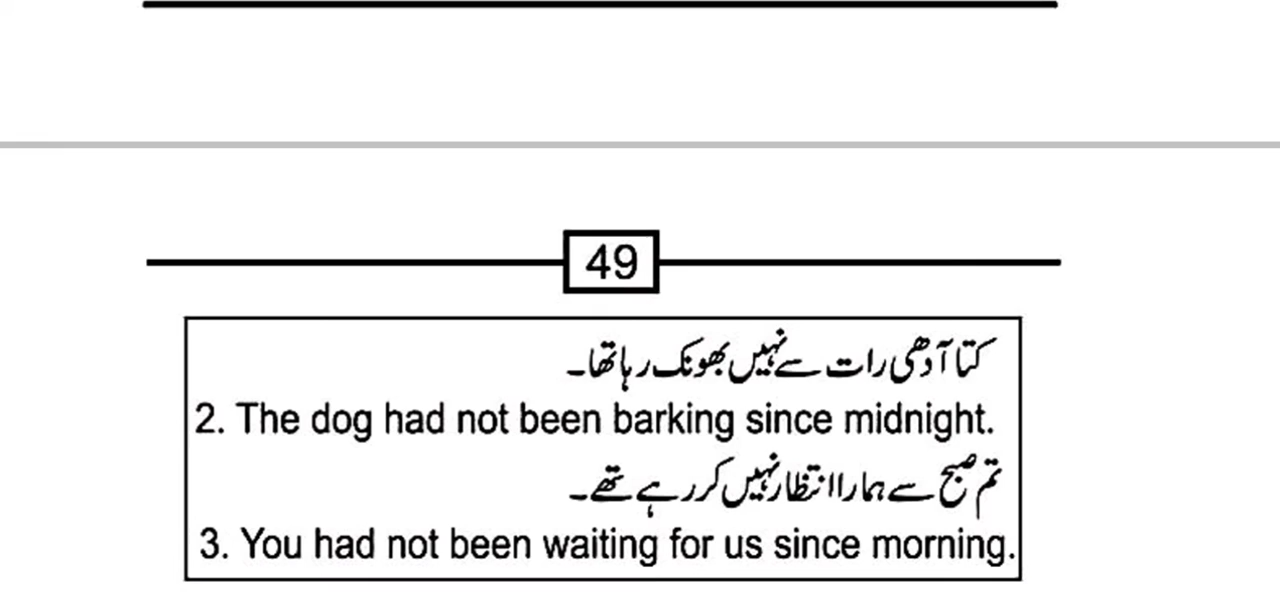 49
کتا آدھی رات سے نہیں بھونک رہا تھا۔
2. The dog had not been barking since midnight.
تم صبح سے ہمارا انتظار نہیں کر رہے تھے۔
3. You had not been waiting for us since morning.